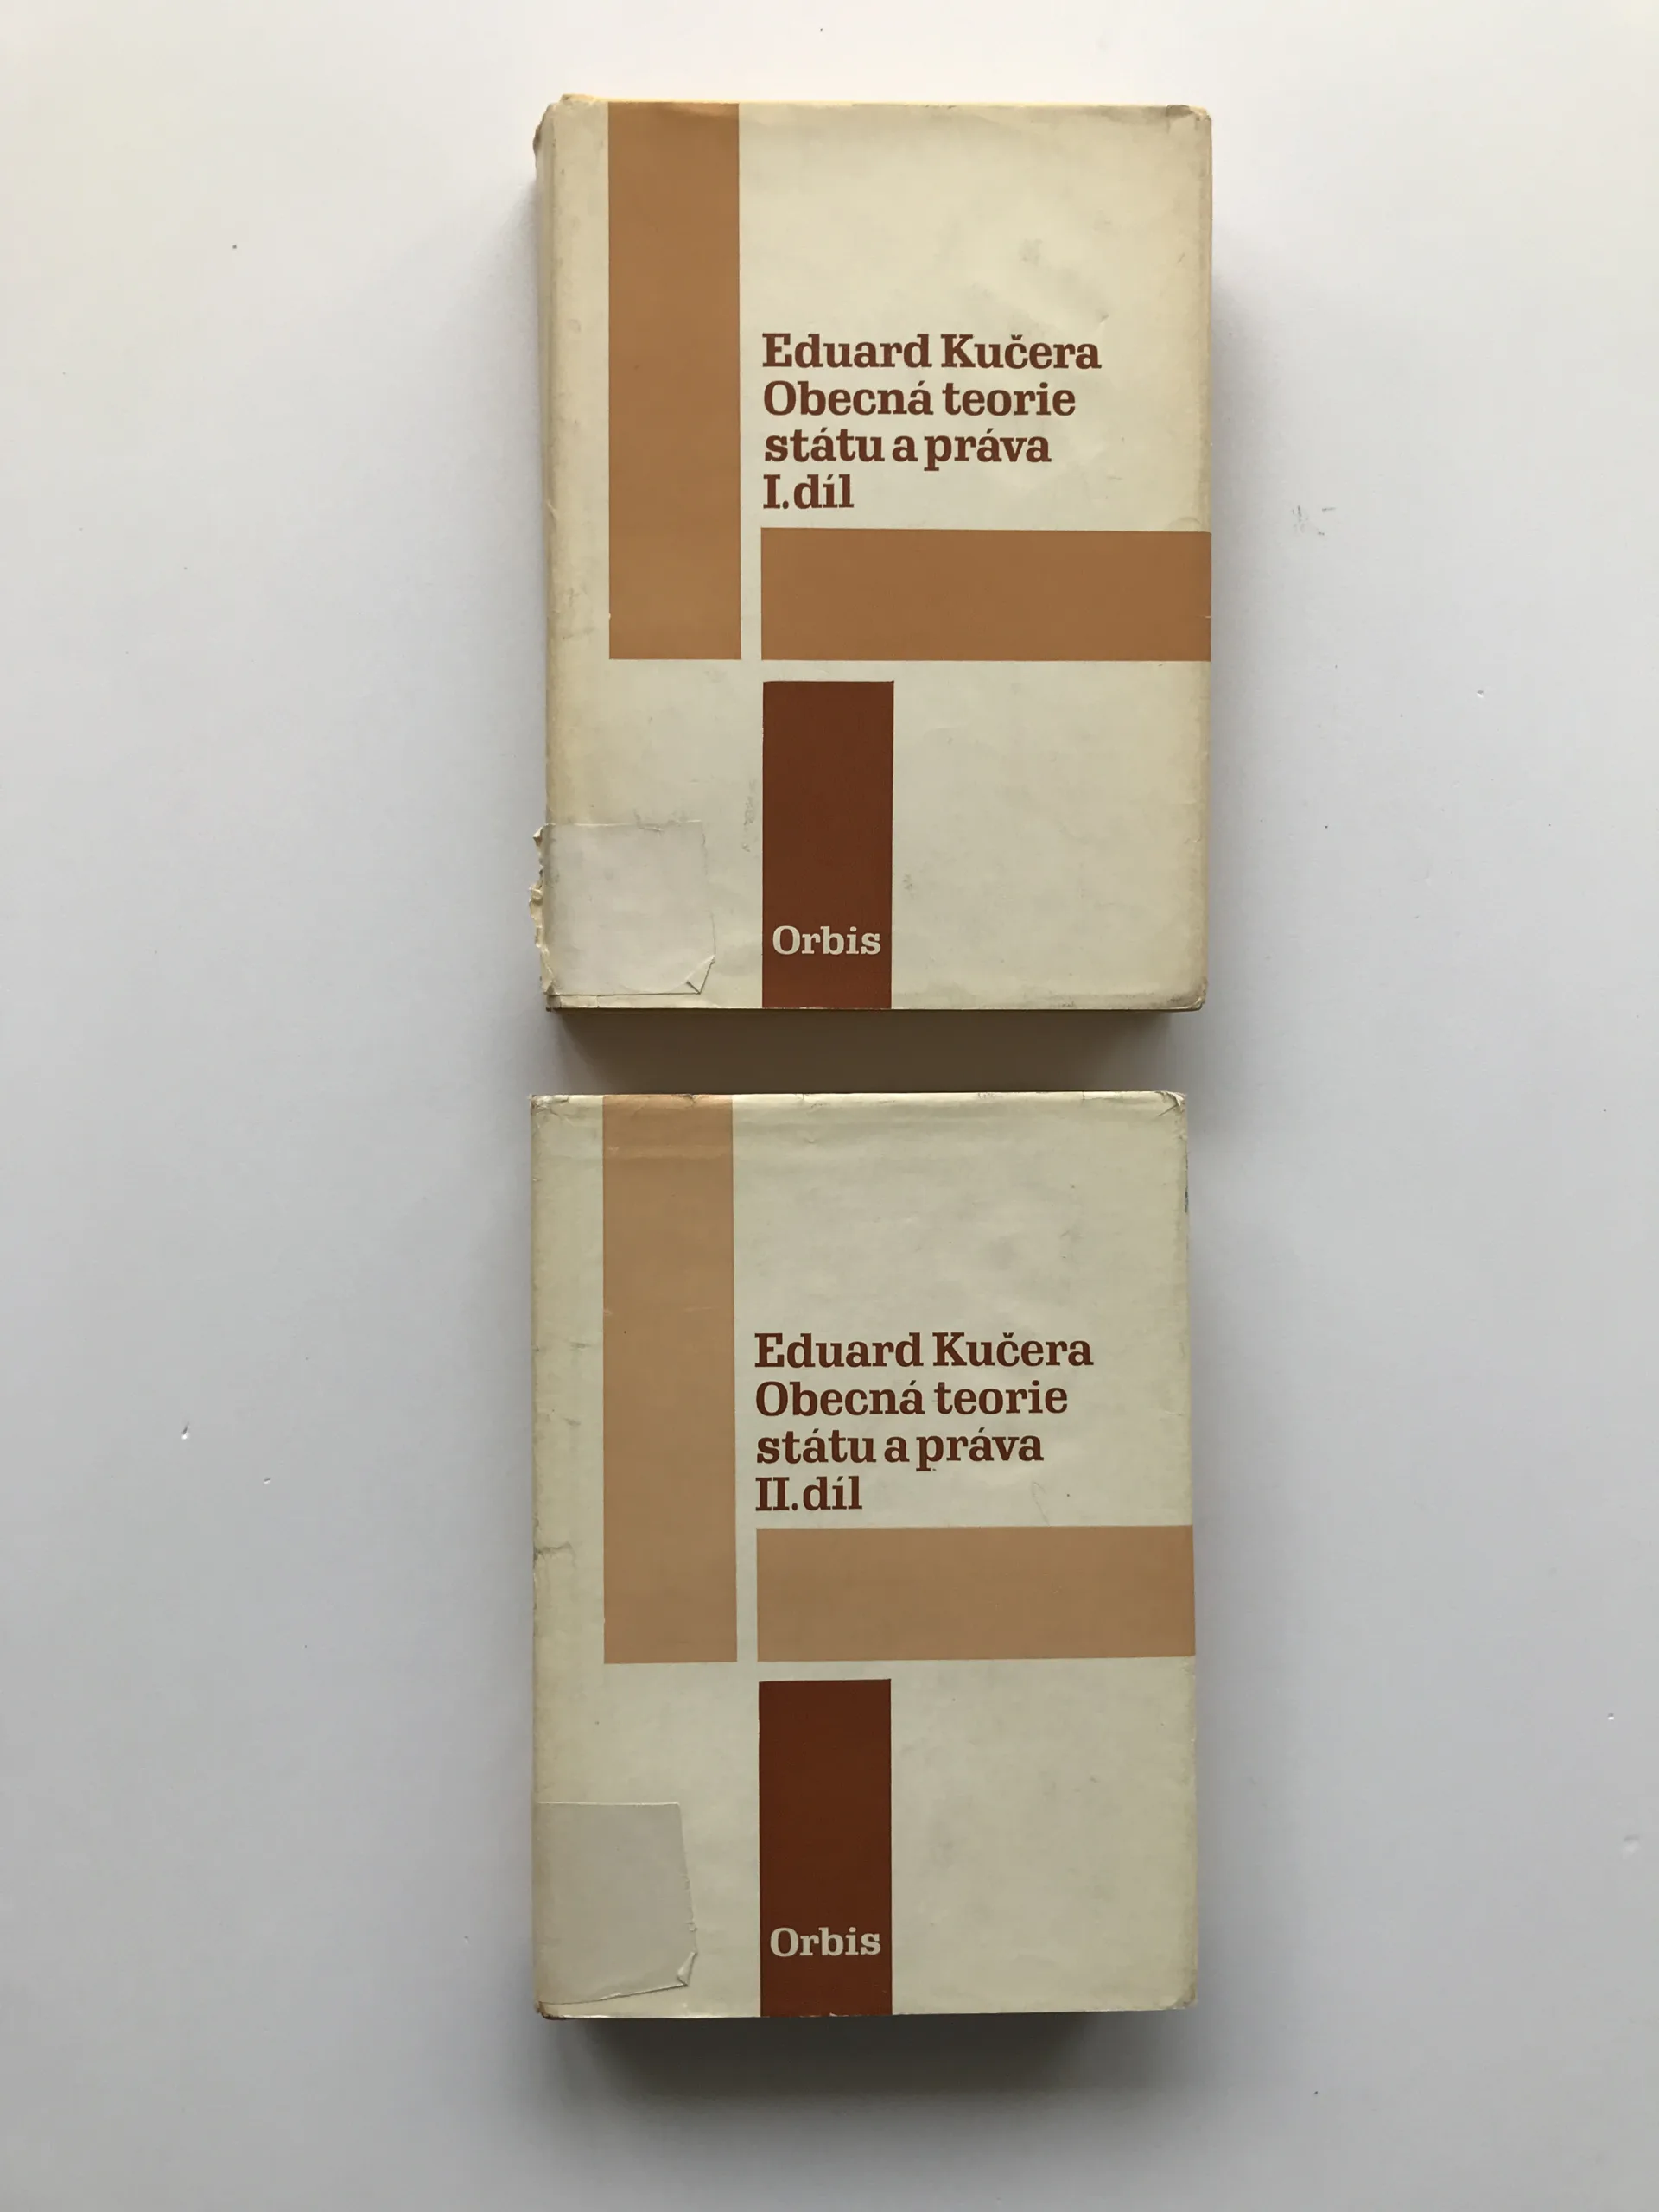 Eduard Kučera
Obecná teorie
státu a práva
I. díl
Orbis
Eduard Kučera
Obecná teorie
státu a práva
II. díl
Orbis